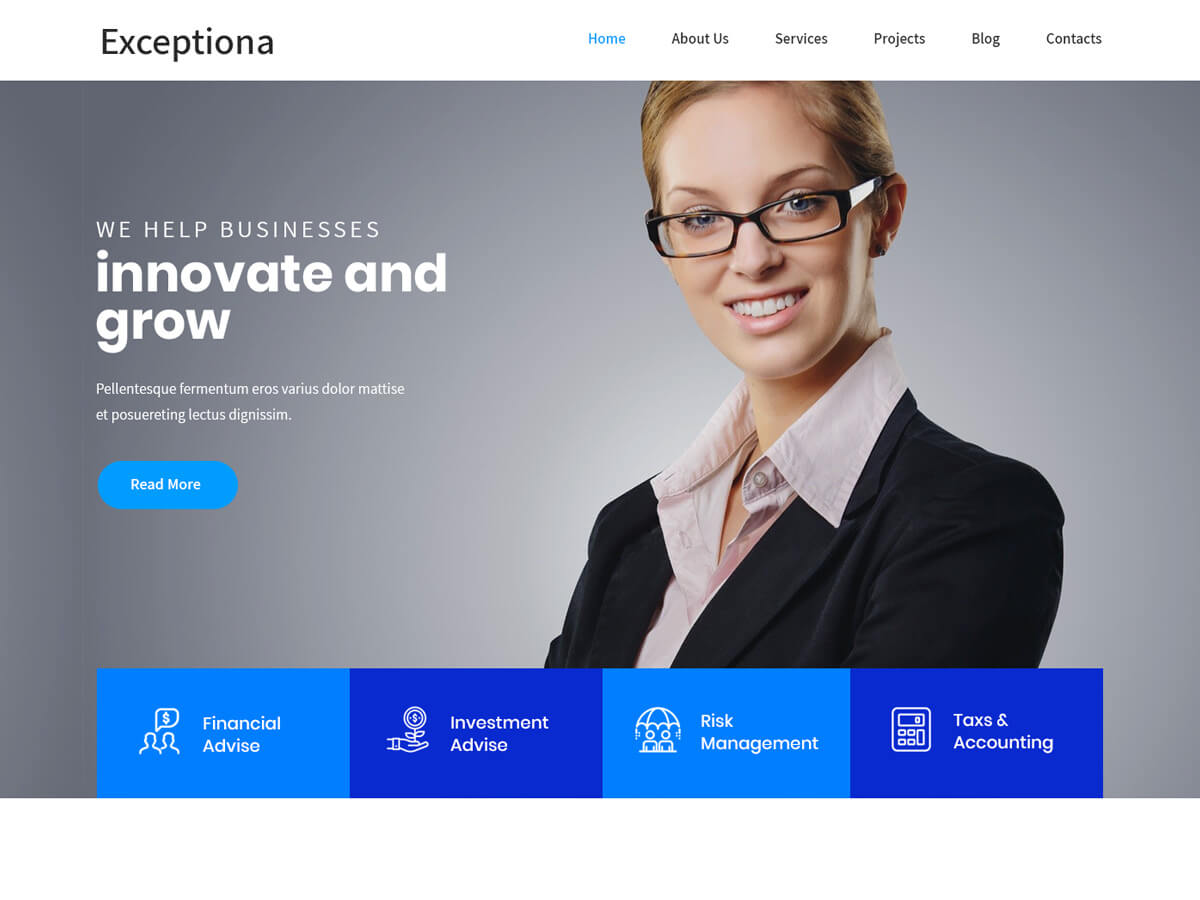 Exceptiona
Home About Us Services Projects Blog Contacts
WE HELP BUSINESSES
innovate and
grow
Pellentesque fermentum eros varius dolor mattise
et posuereting lectus dignissim.
Read More
Financial
Advise
Investment
Advise
Risk
Management
Taxs &
Accounting